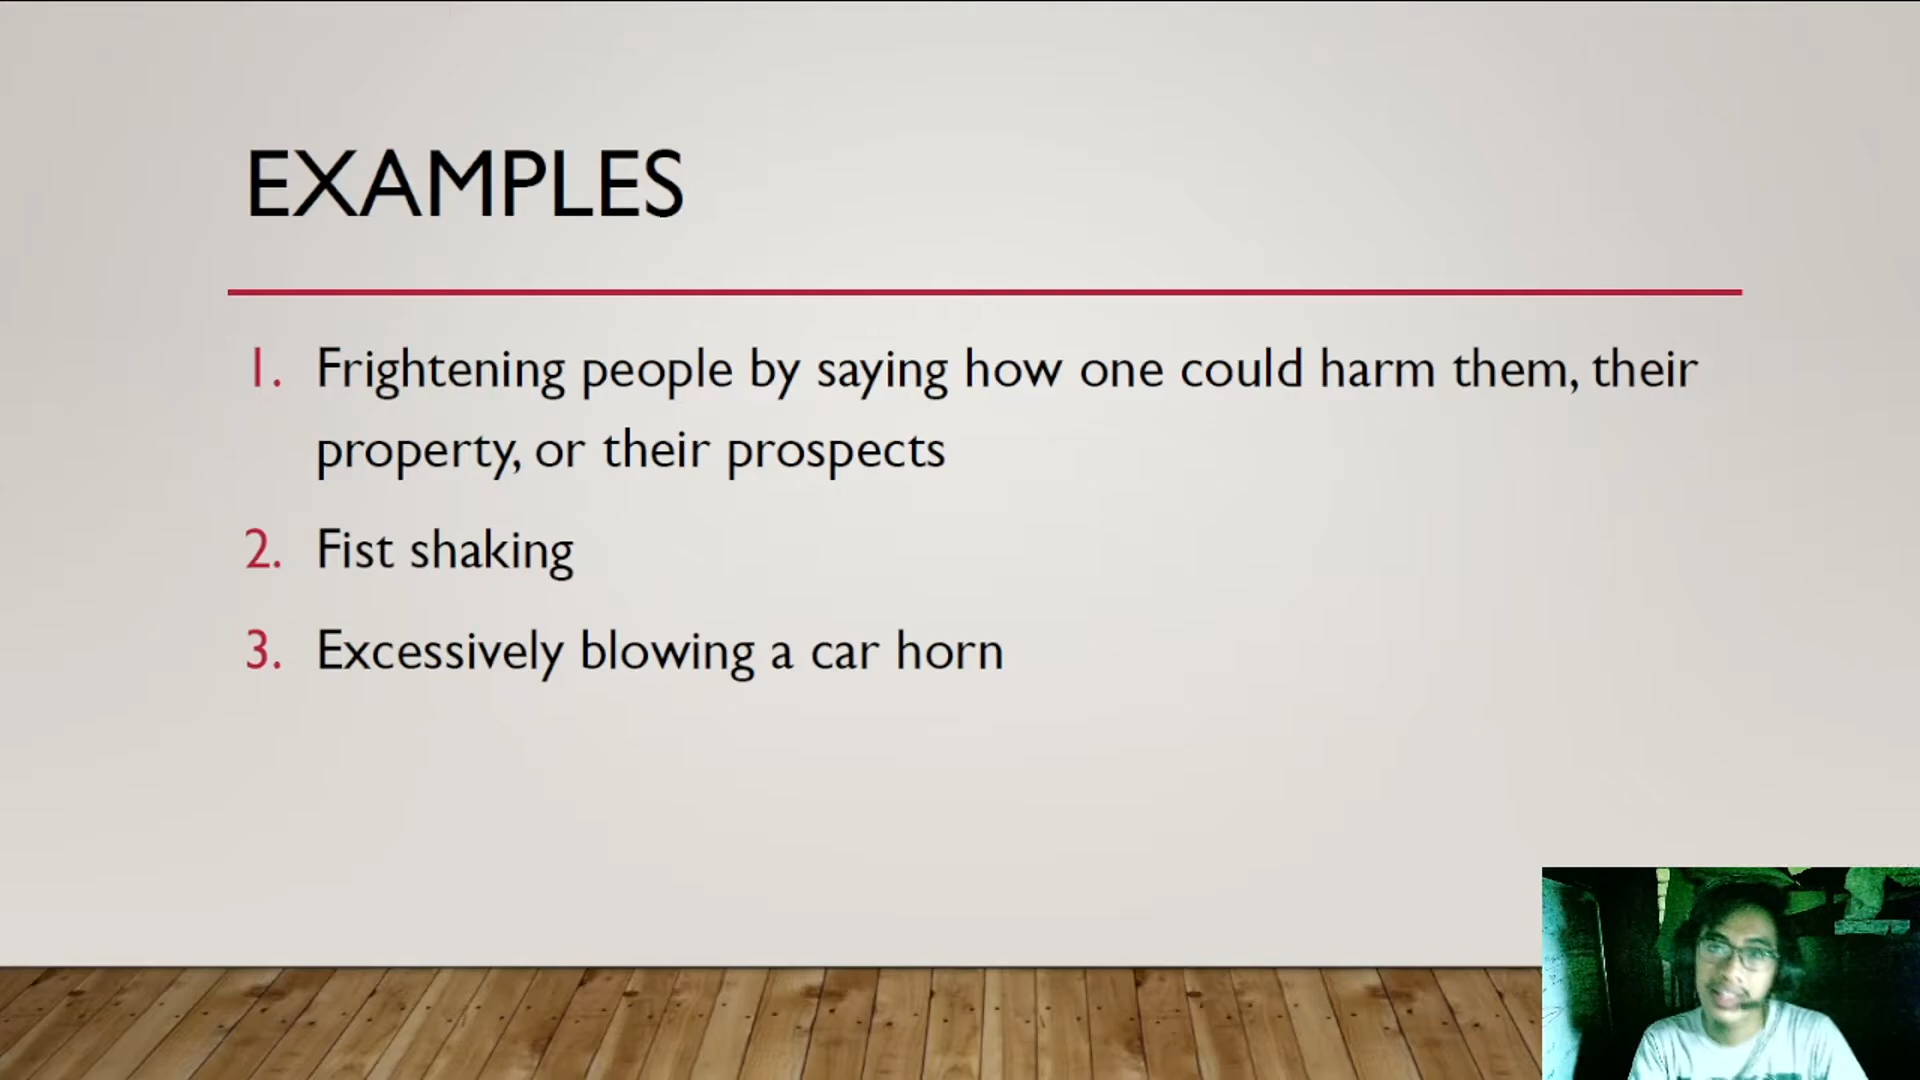 EXAMPLES
1. Frightening people by saying how one could harm them, their
property, or their prospects
2. Fist shaking
3. Excessively blowing a car horn